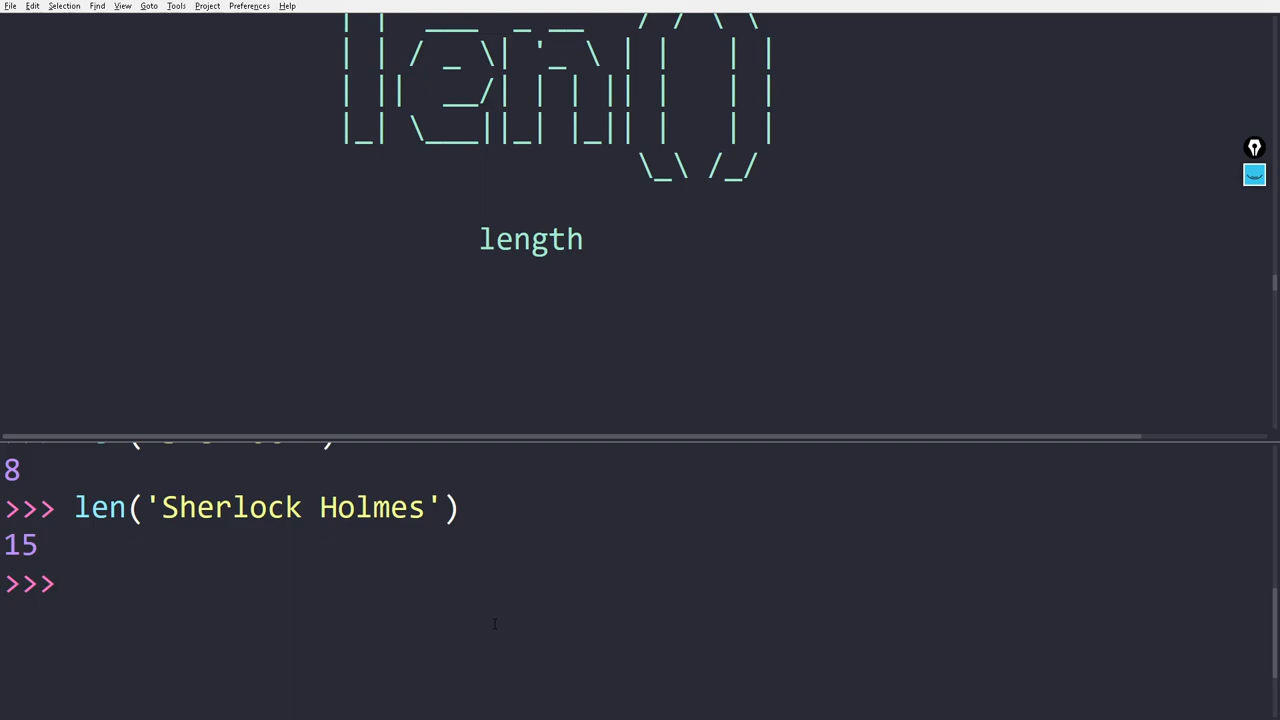 File Edit Selection Find View Goto Tools Project Preferences Help
len()
length
8
>>> len('Sherlock Holmes')
15
>>>